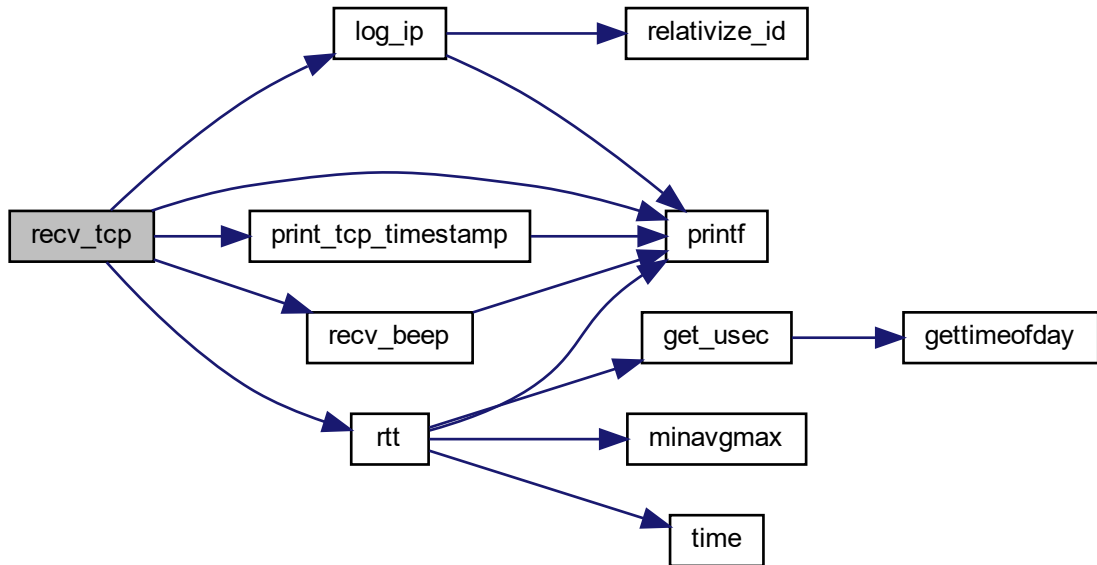 log_ip
relativize_id
recv_tcp
print_tcp_timestamp
printf
recv_beep
get_usec
gettimeofday
rtt
minavgmax
time